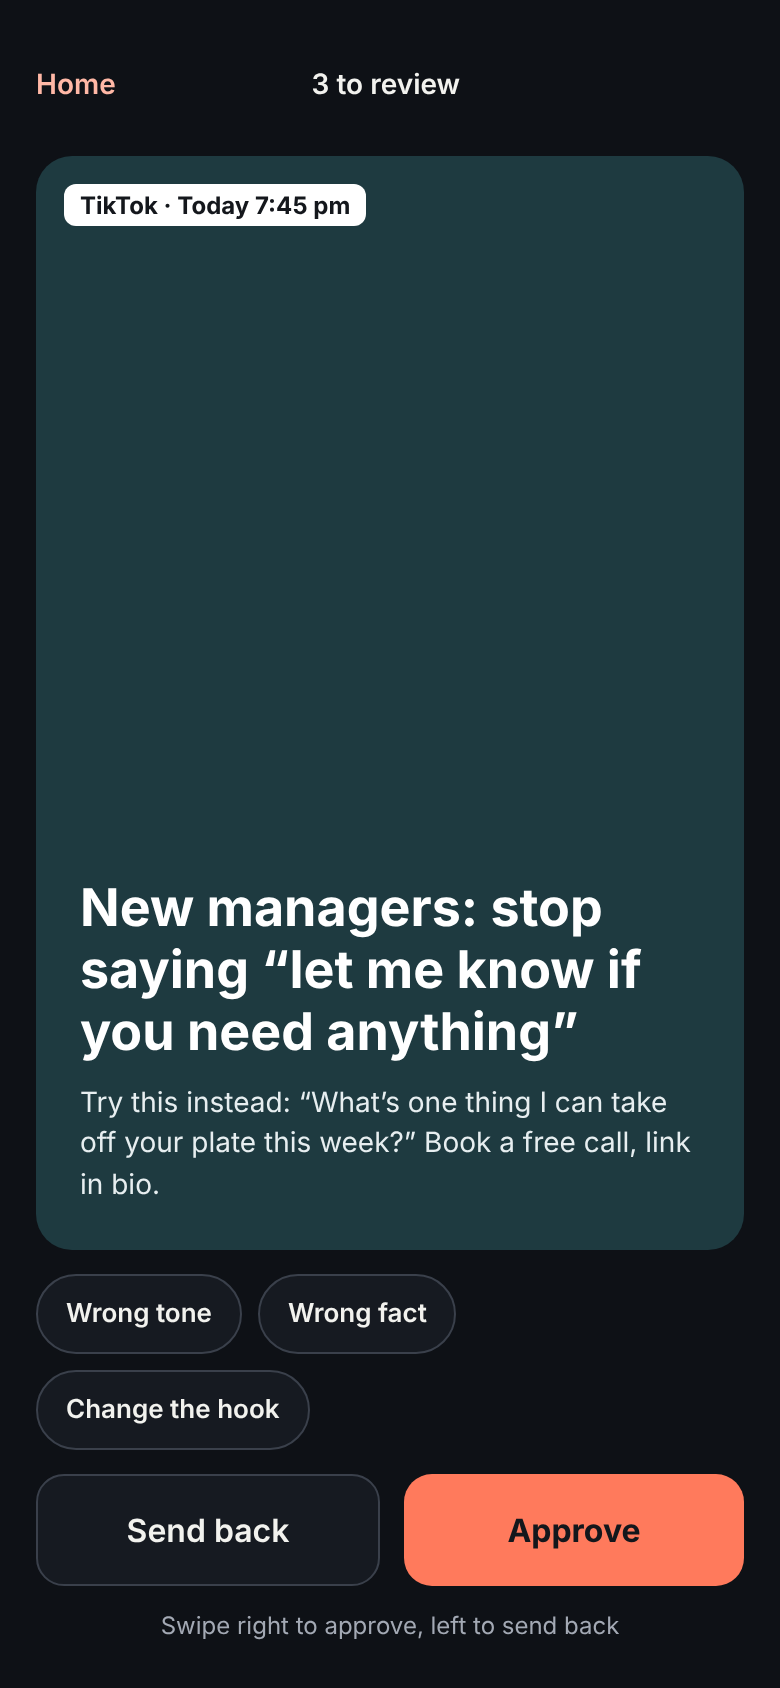 Home
3 to review
TikTok · Today 7:45 pm
New managers: stop
saying “let me know if
you need anything”
Try this instead: “What’s one thing I can take
off your plate this week?” Book a free call, link
in bio.
Wrong tone
Wrong fact
Change the hook
Send back
Approve
Swipe right to approve, left to send back